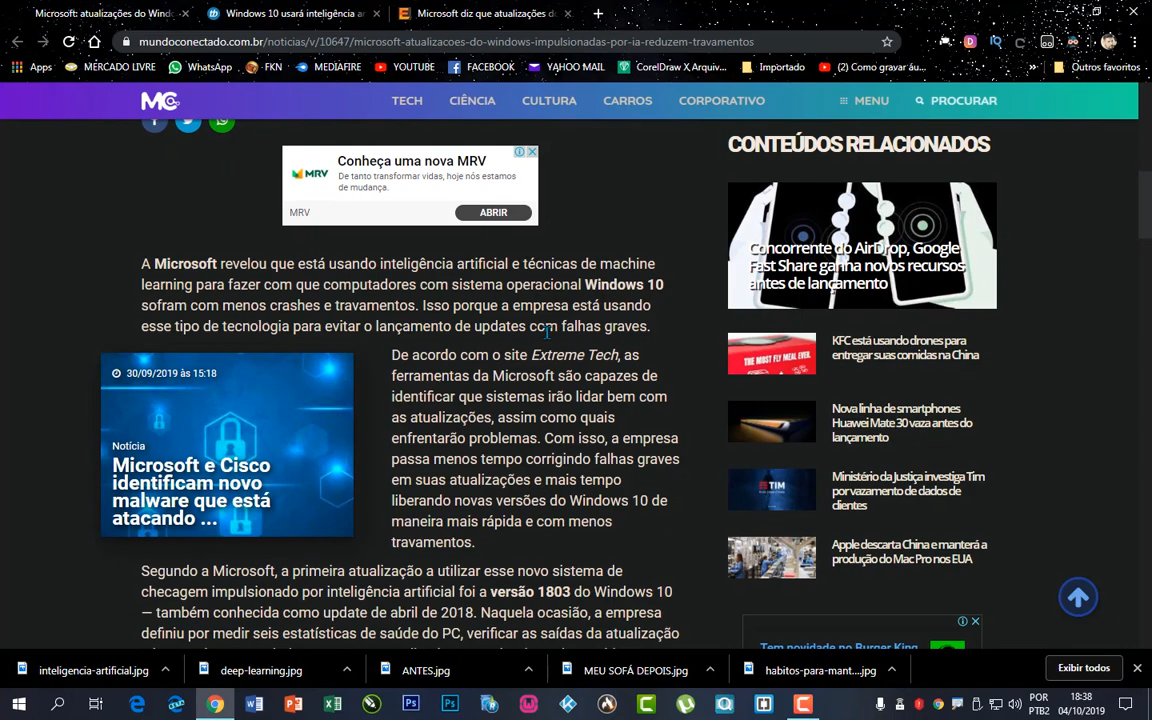 Microsoft: atualizações do Windo
Windows 10 usará inteligência a
Microsoft diz que atualizações d
mundoconectado.com.br/noticias/v/10647/microsoft-atualizacoes-do-windows-impulsionadas-por-ia-reduzem-travamentos
Apps
MERCADO LIVRE
WhatsApp
FKN
MEDIAFIRE
YOUTUBE
FACEBOOK
YAHOO MAIL
CorelDraw X Arquiv...
Importado
(2) Como gravar áu...
Outros favoritos
MC
TECH
CIÊNCIA
CULTURA
CARROS
CORPORATIVO
MENU
PROCURAR
Conheça uma nova MRV
De tanto transformar vidas, hoje nós estamos
de mudança.
MRV
MRV
ABRIR
A Microsoft revelou que está usando inteligência artificial e técnicas de machine
learning para fazer com que computadores com sistema operacional Windows 10
sofram com menos crashes e travamentos. Isso porque a empresa está usando
esse tipo de tecnologia para evitar o lançamento de updates com falhas graves.
30/09/2019 às 15:18
Notícia
Microsoft e Cisco
identificam novo
malware que está
atacando ...
De acordo com o site Extreme Tech, as
ferramentas da Microsoft são capazes de
identificar que sistemas irão lidar bem com
as atualizações, assim como quais
enfrentarão problemas. Com isso, a empresa
passa menos tempo corrigindo falhas graves
em suas atualizações e mais tempo
liberando novas versões do Windows 10 de
maneira mais rápida e com menos
travamentos.
Segundo a Microsoft, a primeira atualização a utilizar esse novo sistema de
checagem impulsionado por inteligência artificial foi a versão 1803 do Windows 10
— também conhecida como update de abril de 2018. Naquela ocasião, a empresa
definiu por medir seis estatísticas de saúde do PC, verificar as saídas da atualização
CONTEÚDOS RELACIONADOS
Concorrente do AirDrop, Google
Fast Share ganha novos recursos
antes de lançamento
THE MOST FLY MEAL EVER.
KFC está usando drones para
entregar suas comidas na China
Nova linha de smartphones
Huawei Mate 30 vaza antes do
lançamento
TIM
Ministério da Justiça investiga Tim
por vazamento de dados de
clientes
Apple descarta China e manterá a
produção do Mac Pro nos EUA
Tem novidade no Burger King
inteligencia-artificial.jpg
deep-learning.jpg
ANTES.jpg
MEU SOFÁ DEPOIS.jpg
habitos-para-mant....jpg
Exibir todos
POR
PTB2
18:38
04/10/2019